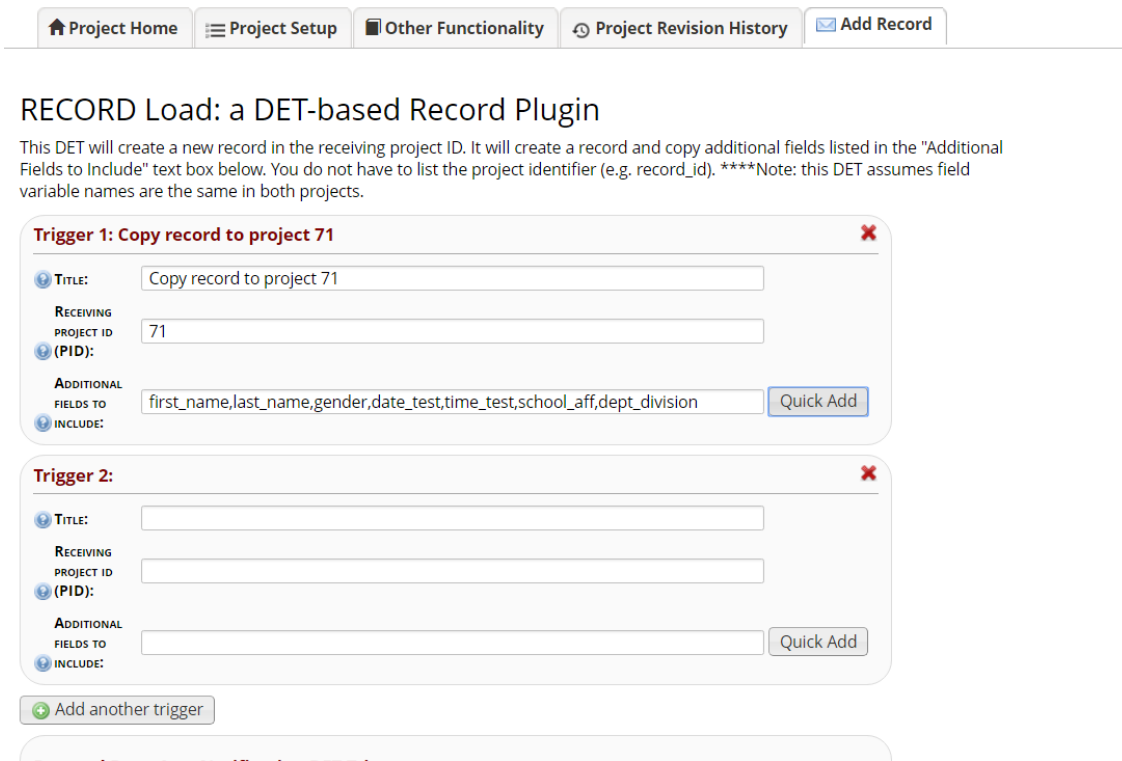 Project Home Project Setup Other Functionality Project Revision History Add Record
RECORD Load: a DET-based Record Plugin
This DET will create a new record in the receiving project ID. It will create a record and copy additional fields listed in the "Additional
Fields to Include" text box below. You do not have to list the project identifier (e.g. record_id). ****Note: this DET assumes field
variable names are the same in both projects.
Trigger 1: Copy record to project 71
Title: Copy record to project 71
Receiving
project id
(PID): 71
Additional
fields to
include: first_name,last_name,gender,date_test,time_test,school_aff,dept_division Quick Add
Trigger 2:
Title:
Receiving
project id
(PID):
Additional
fields to
include: Quick Add
Add another trigger